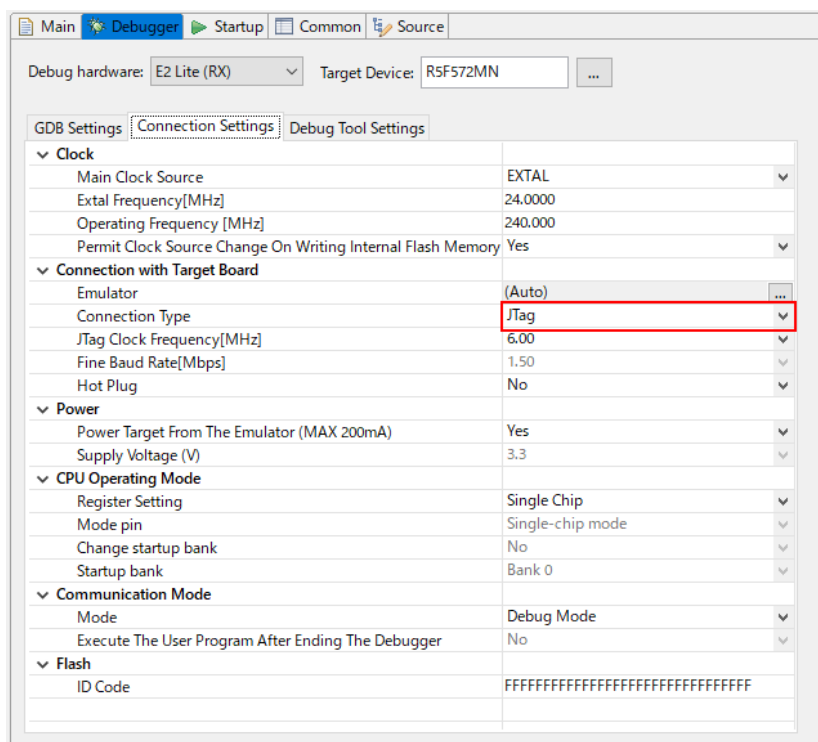 Main Debugger Startup Common Source
Debug hardware: E2 Lite (RX) Target Device: R5F572MN ...
GDB Settings Connection Settings Debug Tool Settings
Clock
Main Clock Source EXTAL
Extal Frequency[MHz] 24.0000
Operating Frequency [MHz] 240.000
Permit Clock Source Change On Writing Internal Flash Memory Yes
Connection with Target Board
Emulator (Auto) ...
Connection Type JTag
JTag Clock Frequency[MHz] 6.00
Fine Baud Rate[Mbps] 1.50
Hot Plug No
Power
Power Target From The Emulator (MAX 200mA) Yes
Supply Voltage (V) 3.3
CPU Operating Mode
Register Setting Single Chip
Mode pin Single-chip mode
Change startup bank No
Startup bank Bank 0
Communication Mode
Mode Debug Mode
Execute The User Program After Ending The Debugger No
Flash
ID Code FFFFFFFFFFFFFFFFFFFFFFFFFFFFFFFF